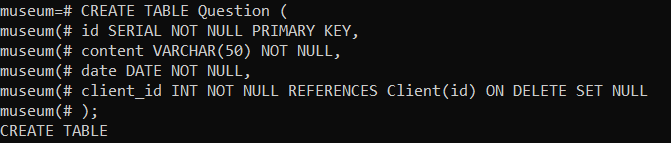 museum=# CREATE TABLE Question (
museum(# id SERIAL NOT NULL PRIMARY KEY,
museum(# content VARCHAR(50) NOT NULL,
museum(# date DATE NOT NULL,
museum(# client_id INT NOT NULL REFERENCES Client(id) ON DELETE SET NULL
museum(# );
CREATE TABLE